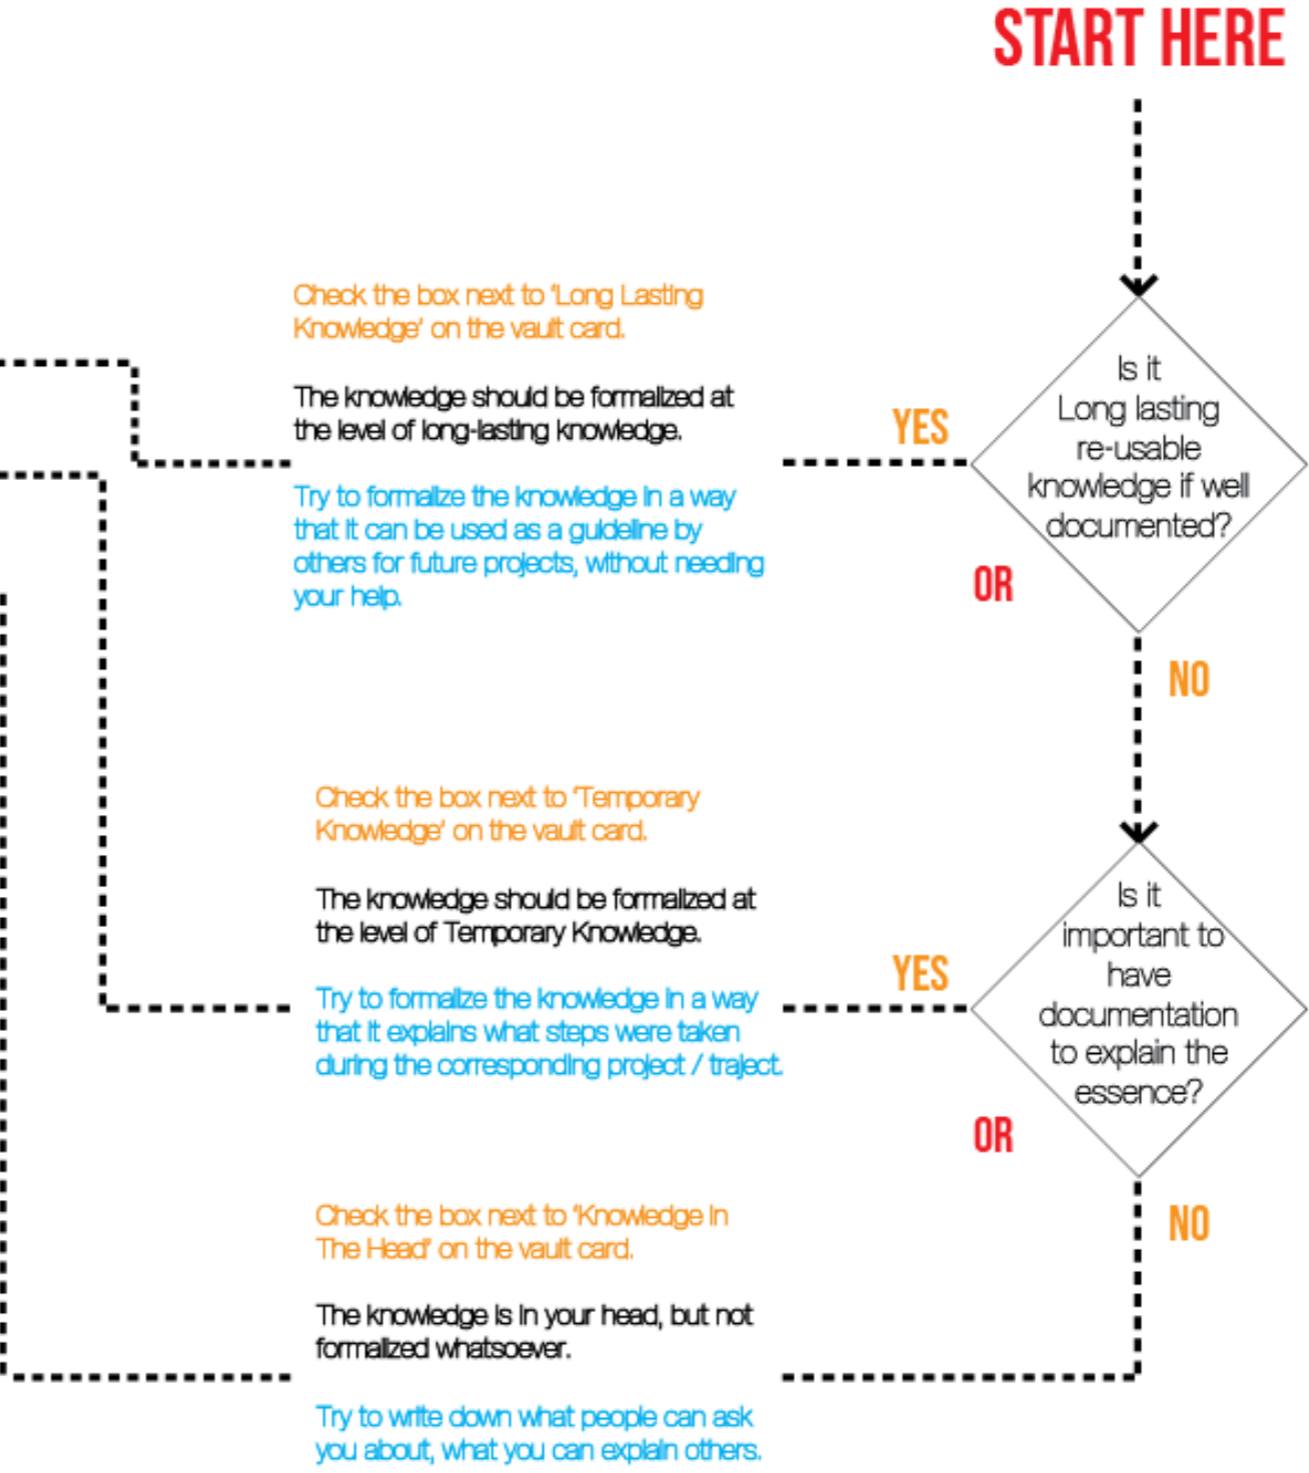 START HERE
Is it
Long lasting
re-usable
knowledge if well
documented?
YES
Check the box next to 'Long Lasting
Knowledge' on the vault card.
The knowledge should be formalized at
the level of long-lasting knowledge.
Try to formalize the knowledge in a way
that it can be used as a guideline by
others for future projects, without needing
your help.
OR
NO
Is it
important to
have
documentation
to explain the
essence?
YES
Check the box next to 'Temporary
Knowledge' on the vault card.
The knowledge should be formalized at
the level of Temporary Knowledge.
Try to formalize the knowledge in a way
that it explains what steps were taken
during the corresponding project / traject.
OR
NO
Check the box next to 'Knowledge In
The Head' on the vault card.
The knowledge is in your head, but not
formalized whatsoever.
Try to write down what people can ask
you about, what you can explain others.